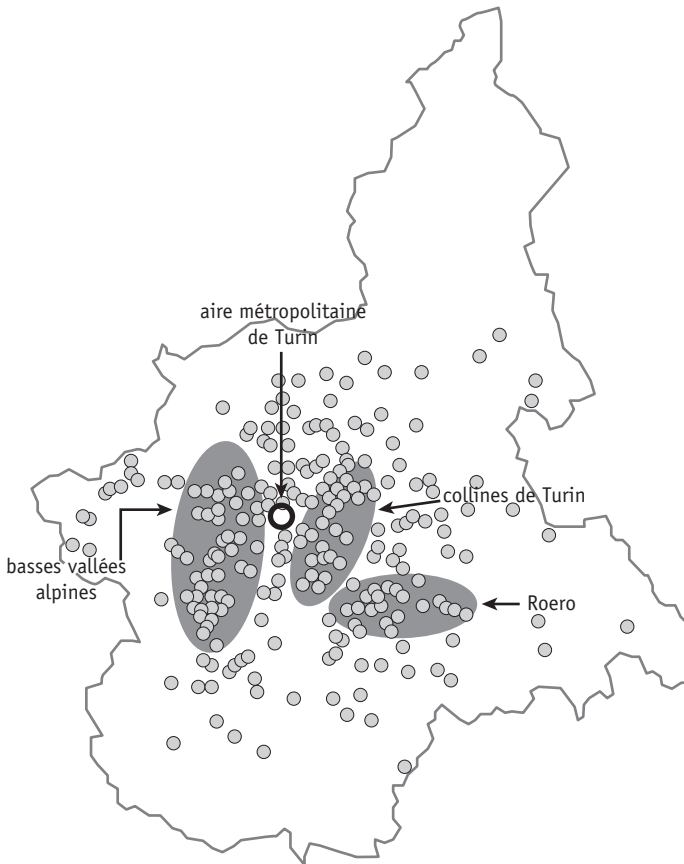 aire métropolitaine
de Turin
collines de Turin
basses vallées
alpines
Roero